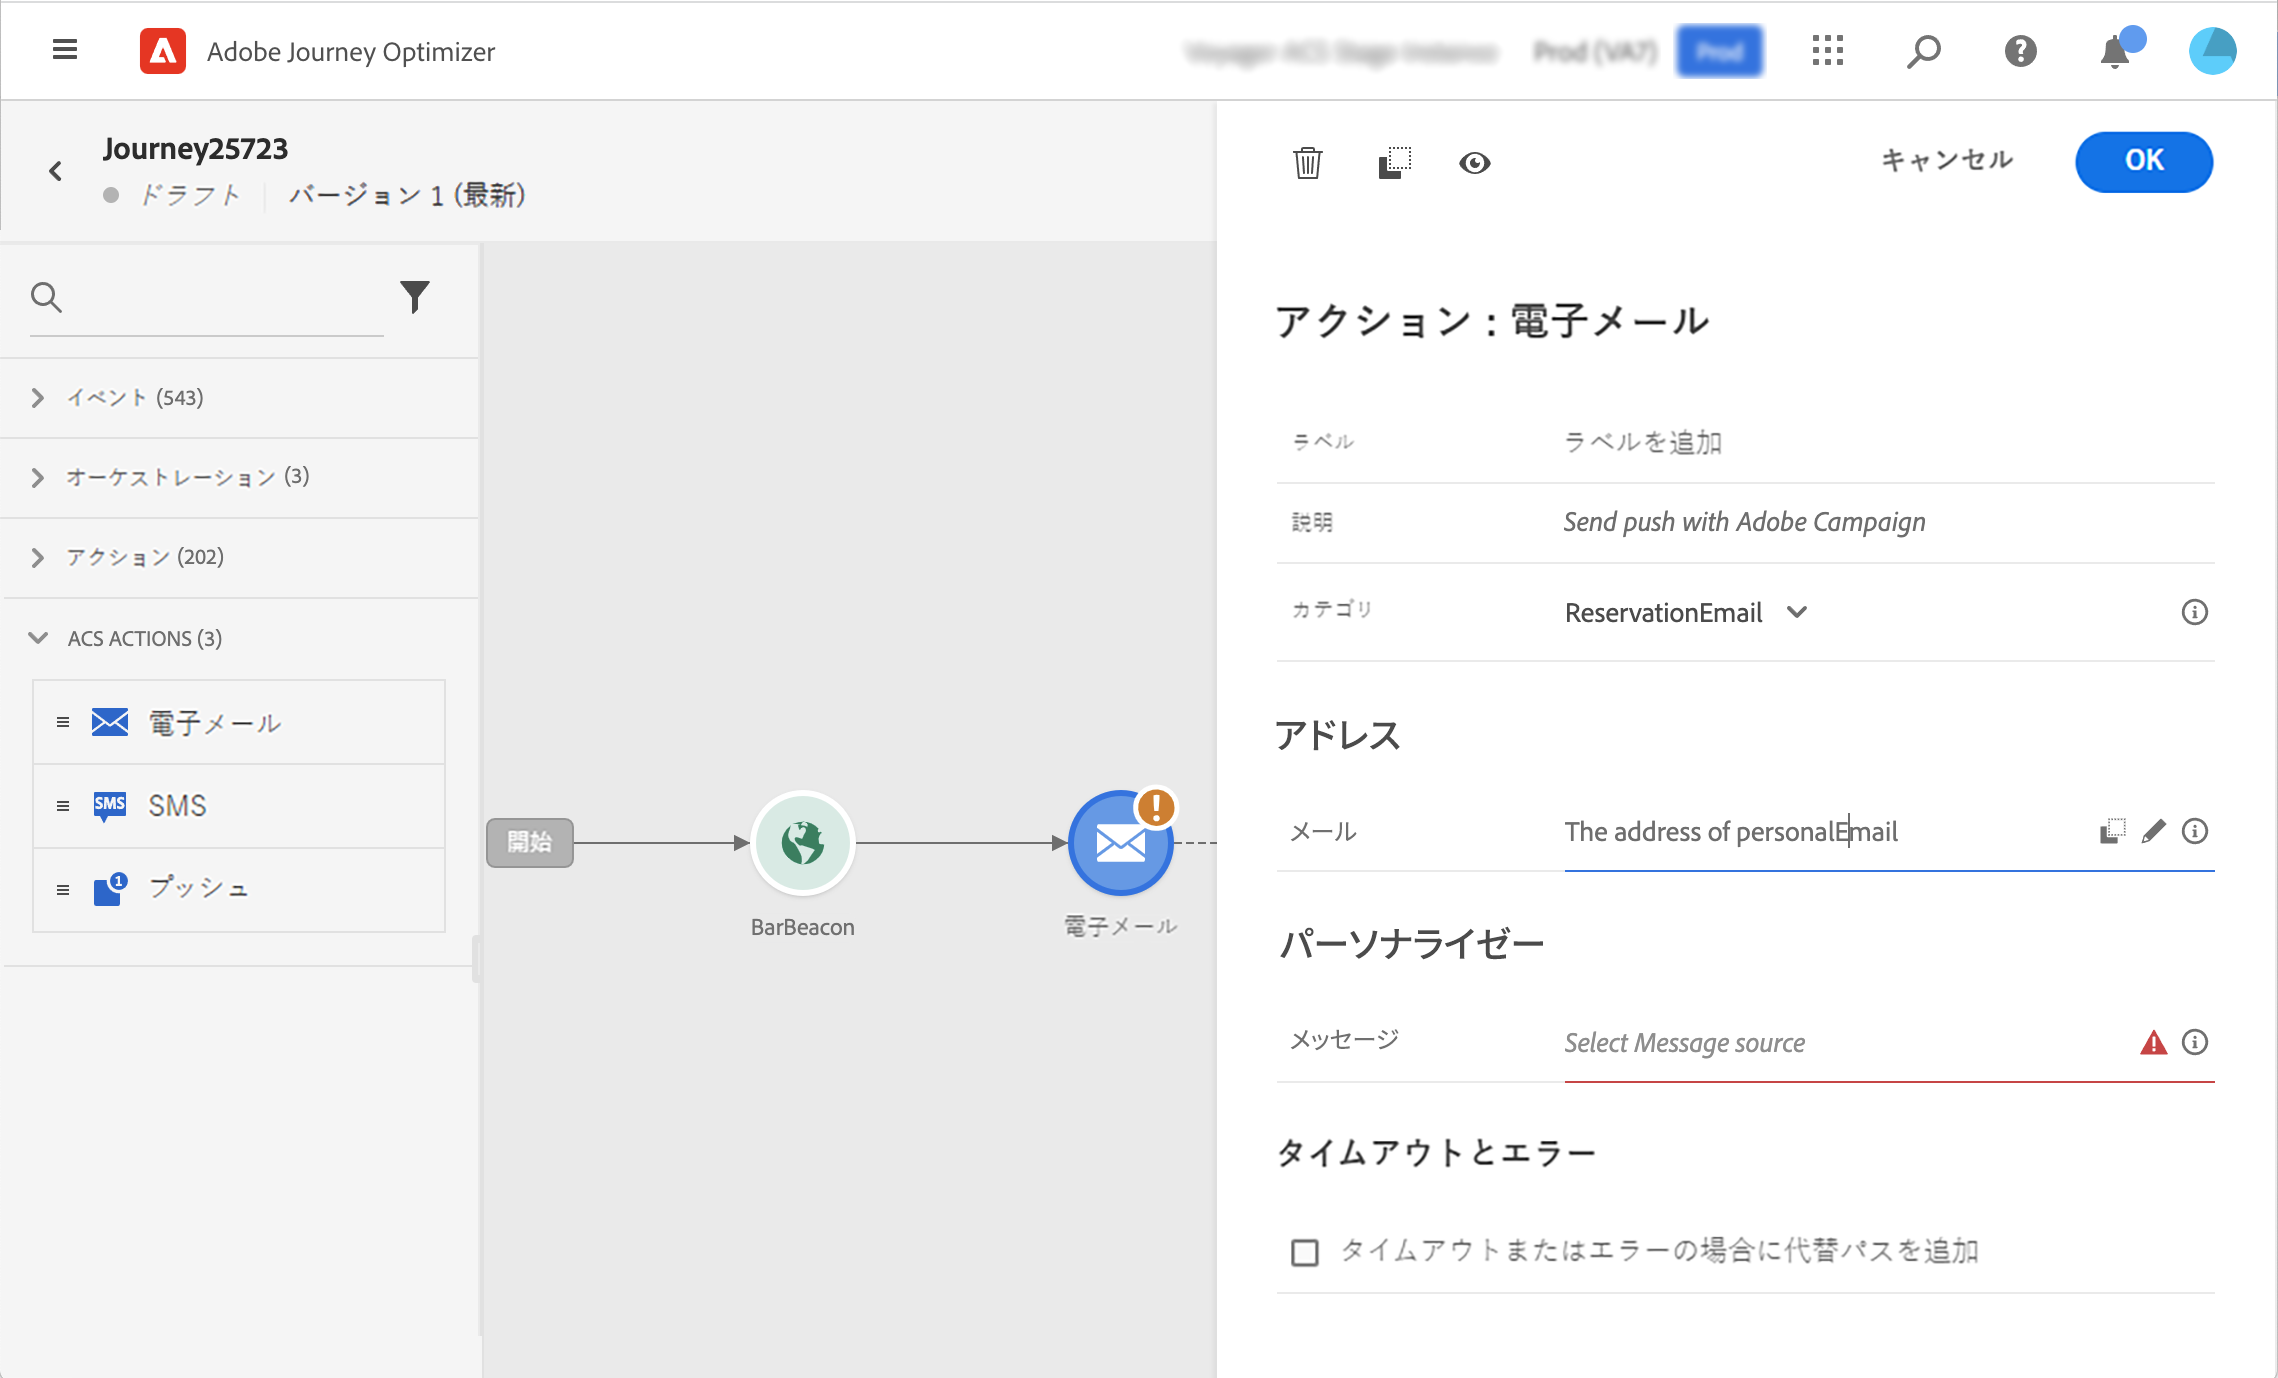 Adobe Journey Optimizer
Prod (VA7)
Prod
Journey25723
ドラフト
バージョン 1 (最新)
キャンセル
OK
イベント (543)
オーケストレーション (3)
アクション (202)
ACS ACTIONS (3)
電子メール
SMS
SMS
1
プッシュ
開始
BarBeacon
電子メール
アクション : 電子メール
ラベル
ラベルを追加
説明
Send push with Adobe Campaign
カテゴリ
ReservationEmail
アドレス
メール
The address of personalEmail
パーソナライゼー
メッセージ
Select Message source
タイムアウトとエラー
タイムアウトまたはエラーの場合に代替パスを追加